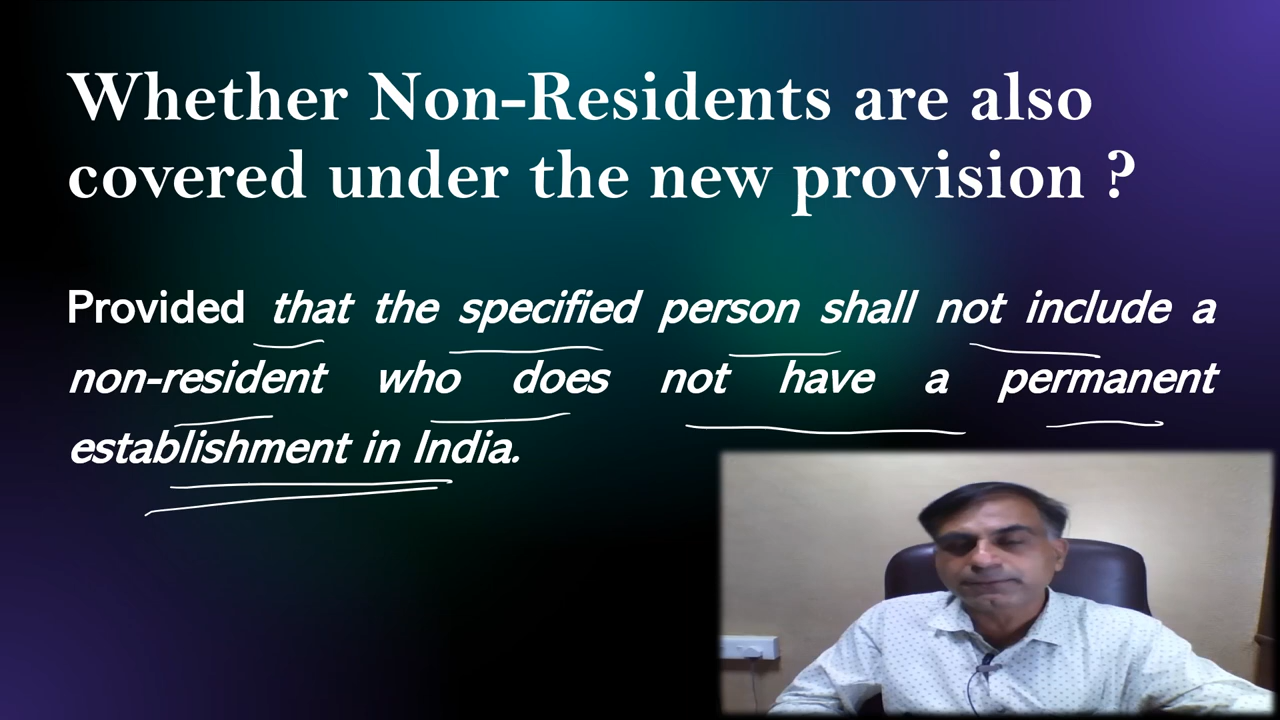 Whether Non-Residents are also
covered under the new provision ?
Provided that the specified person shall not include a
non-resident who does not have a permanent
establishment in India.